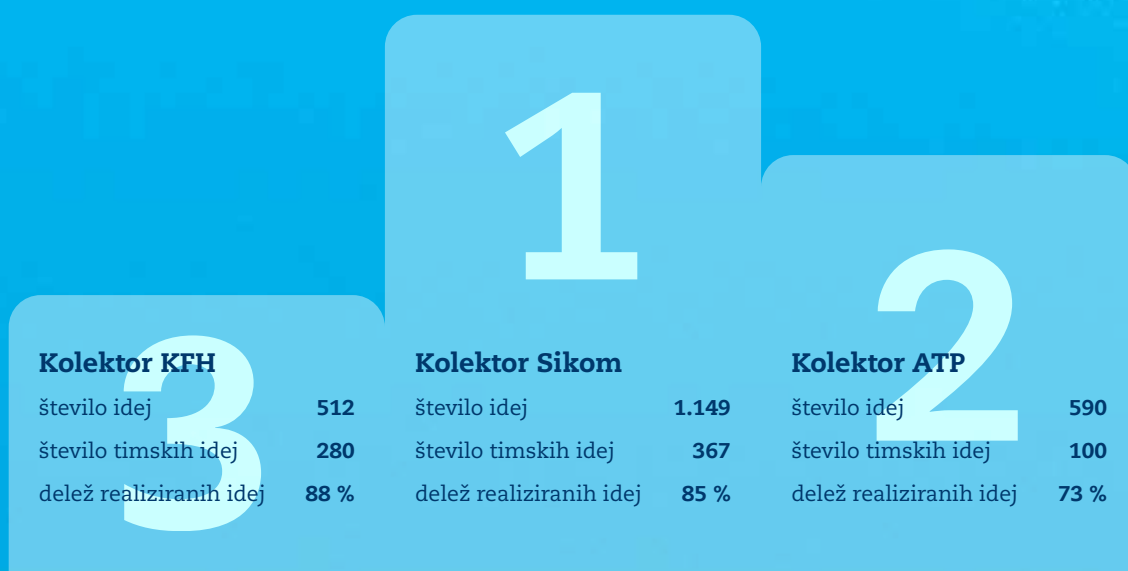 3
Kolektor KFH
število idej 512
število timskih idej 280
delež realiziranih idej 88 %
1
Kolektor Sikom
število idej 1.149
število timskih idej 367
delež realiziranih idej 85 %
2
Kolektor ATP
število idej 590
število timskih idej 100
delež realiziranih idej 73 %